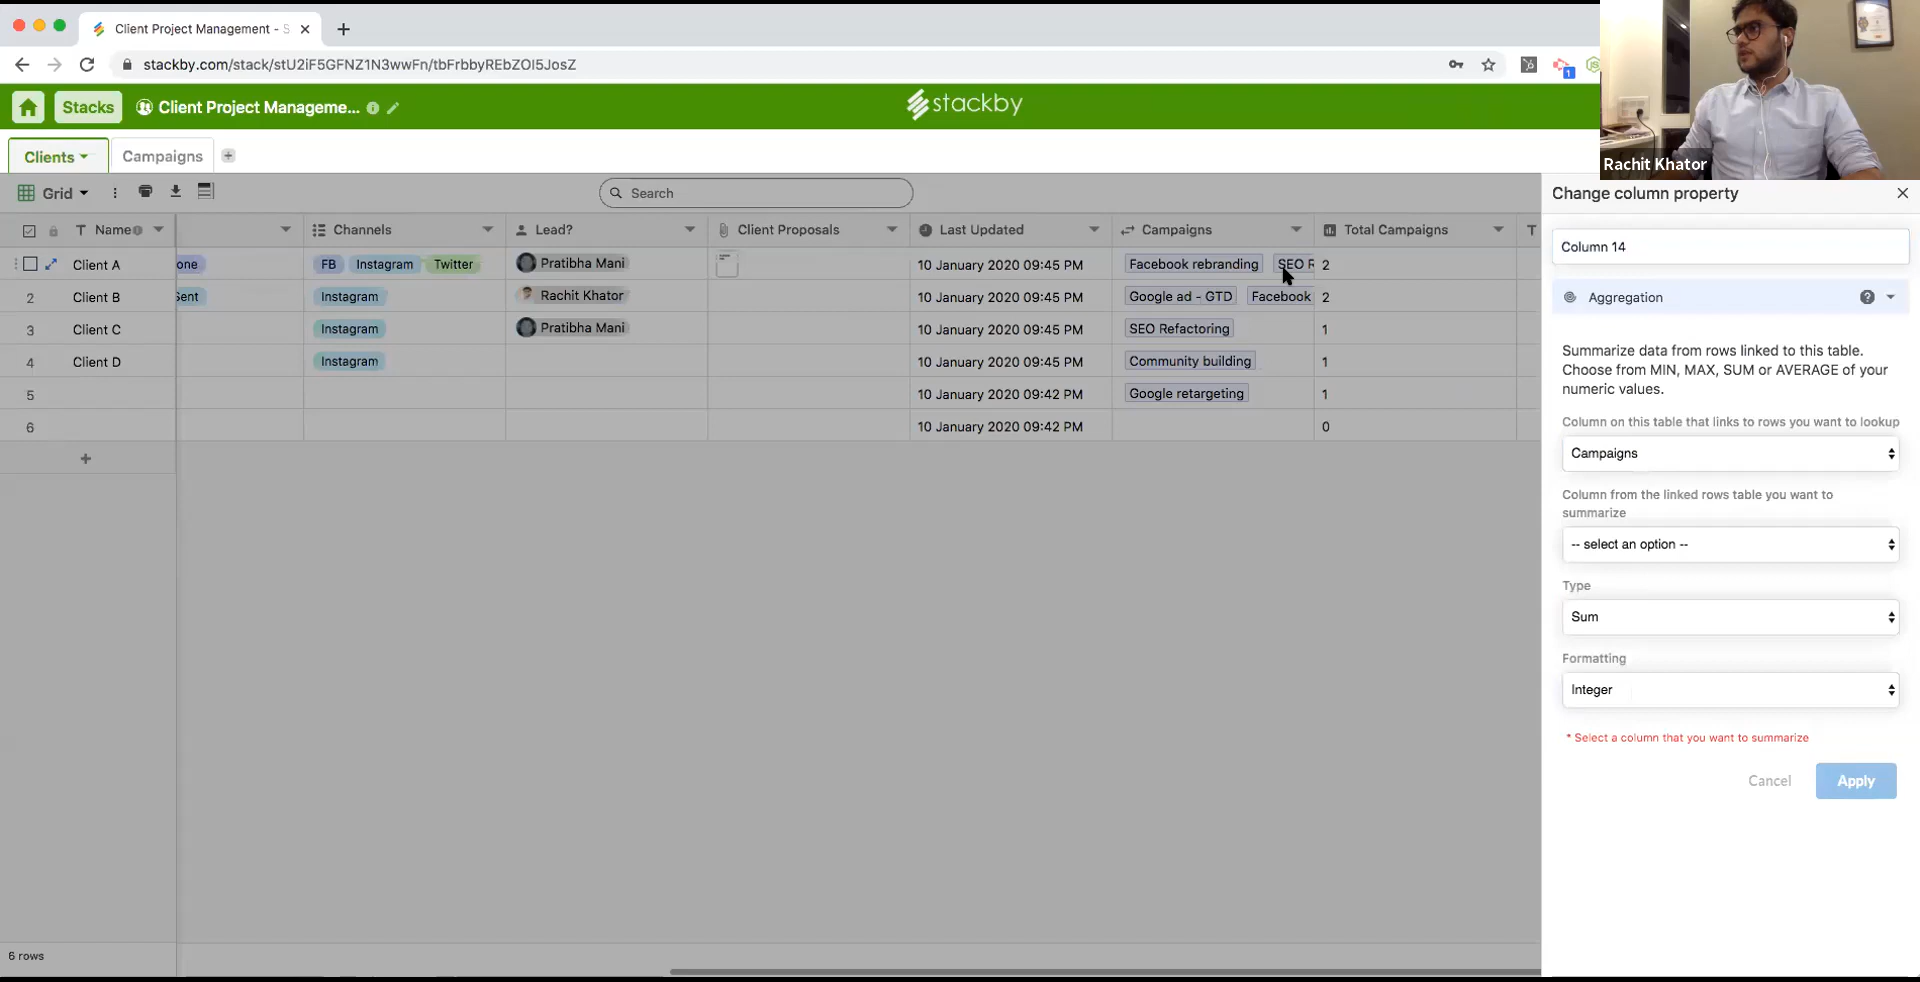 Client Project Management - S
stackby.com/stack/stU2iF5GFNZ1N3wwFn/tbFrbbyREbZOI5JosZ
1
Stacks
Client Project Manageme...
stackby
Rachit Khator
Clients
Campaigns
Grid
Search
Change column property
Name
Channels
Lead?
Client Proposals
Last Updated
Campaigns
Total Campaigns
Column 14
Client A
one
FB Instagram Twitter
Pratibha Mani
10 January 2020 09:45 PM
Facebook rebranding SEO R
2
2
Client B
Sent
Instagram
Rachit Khator
10 January 2020 09:45 PM
Google ad - GTD Facebook
2
Aggregation
3
Client C
Instagram
Pratibha Mani
10 January 2020 09:45 PM
SEO Refactoring
1
4
Client D
Instagram
10 January 2020 09:45 PM
Community building
1
5
10 January 2020 09:42 PM
Google retargeting
1
6
10 January 2020 09:42 PM
0
Summarize data from rows linked to this table.
Choose from MIN, MAX, SUM or AVERAGE of your
numeric values.
Column on this table that links to rows you want to lookup
Campaigns
Column from the linked rows table you want to
summarize
-- select an option --
Type
Sum
Formatting
Integer
* Select a column that you want to summarize
Cancel
Apply
6 rows